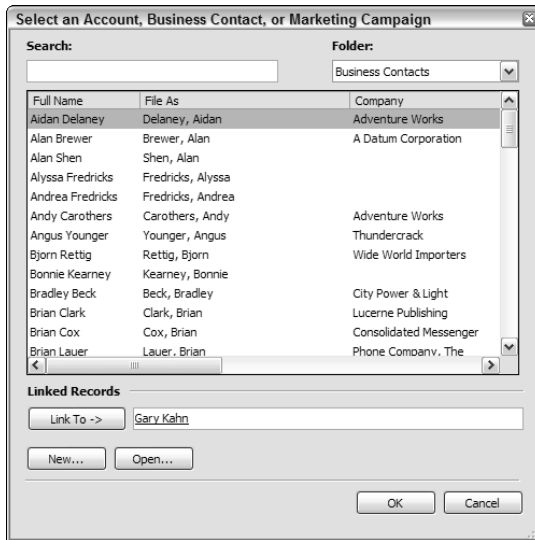 Select an Account, Business Contact, or Marketing Campaign
Search: Folder:
Business Contacts
Full Name File As Company
Aidan Delaney Delaney, Aidan Adventure Works
Alan Brewer Brewer, Alan A Datum Corporation
Alan Shen Shen, Alan
Alyssa Fredricks Fredricks, Alyssa
Andrea Fredricks Fredricks, Andrea
Andy Carothers Carothers, Andy Adventure Works
Angus Younger Younger, Angus Thundercrack
Bjorn Rettig Rettig, Bjorn Wide World Importers
Bonnie Kearney Kearney, Bonnie
Bradley Beck Beck, Bradley City Power & Light
Brian Clark Clark, Brian Lucerne Publishing
Brian Cox Cox, Brian Consolidated Messenger
Brian Lauer Lauer, Brian Phone Company, The
Linked Records
Link To -> Gary Kahn
New... Open...
OK Cancel